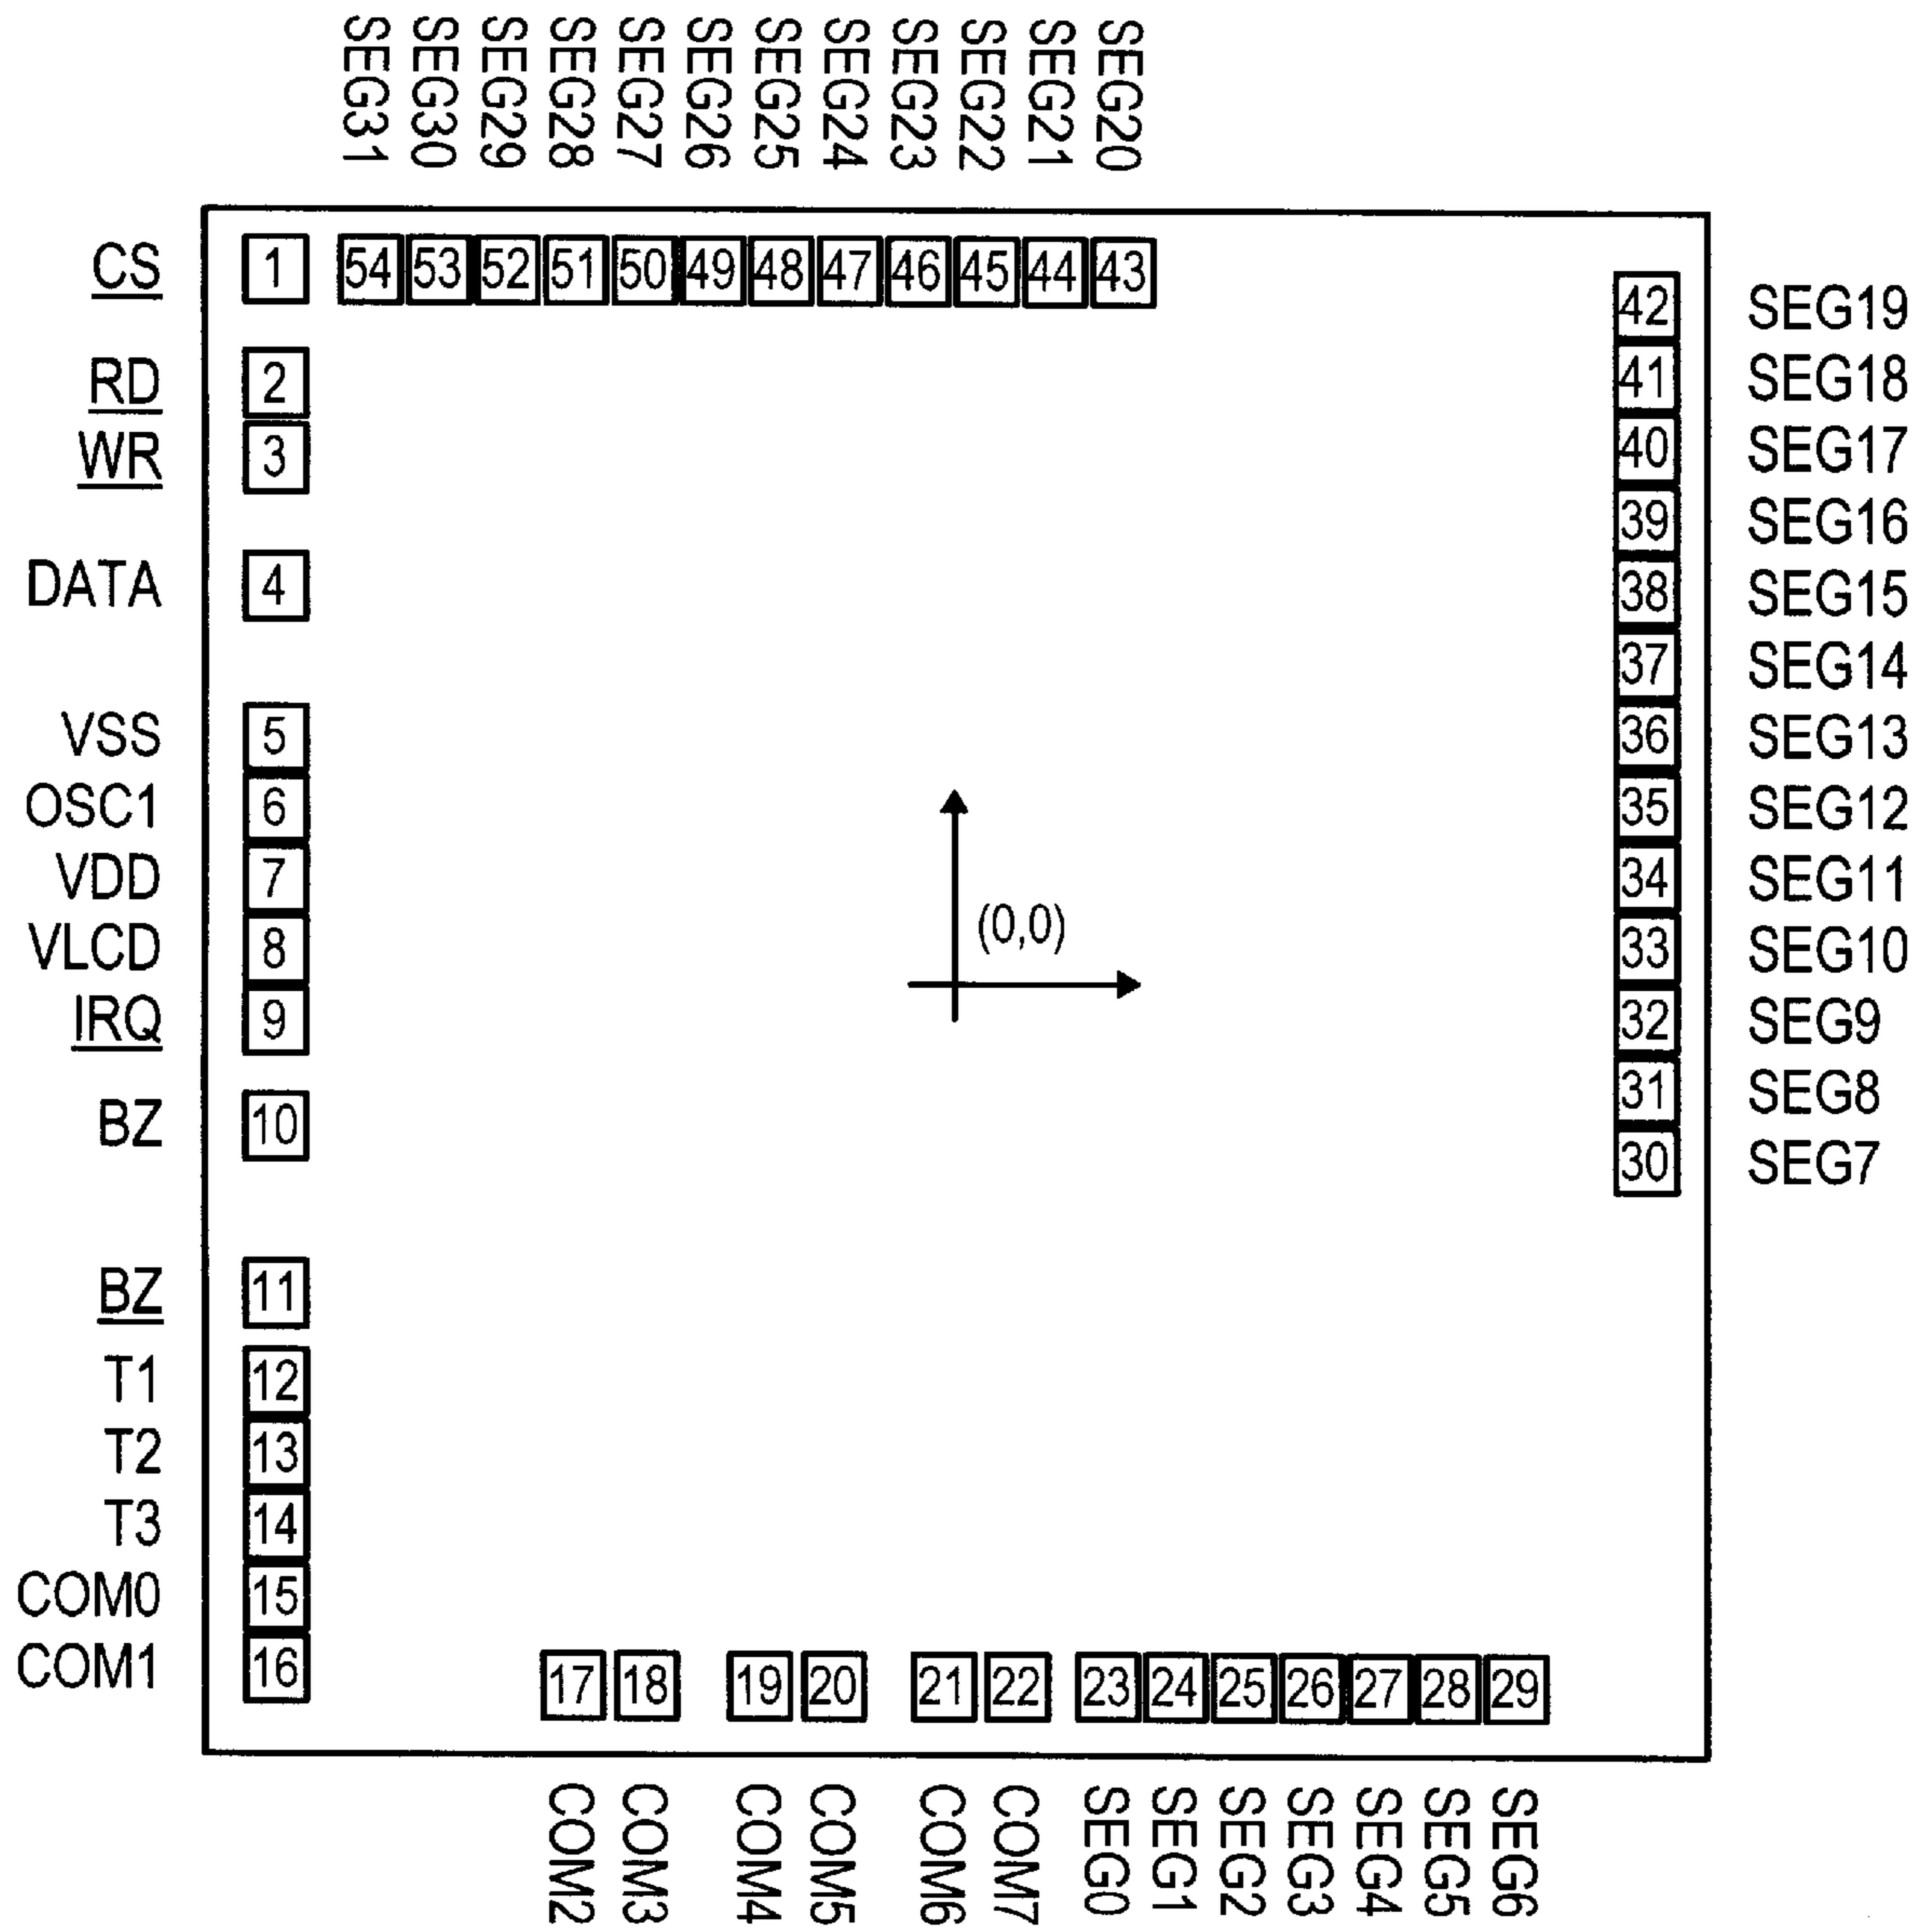 SEG31 SEG30 SEG29 SEG28 SEG27 SEG26 SEG25 SEG24 SEG23 SEG22 SEG21 SEG20
CS 1 54 53 52 51 50 49 48 47 46 45 44 43
42 SEG19
RD 2 41 SEG18
WR 3 40 SEG17
39 SEG16
DATA 4 38 SEG15
37 SEG14
VSS 5 36 SEG13
OSC1 6 35 SEG12
VDD 7 34 SEG11
(0,0)
VLCD 8 33 SEG10
IRQ 9 32 SEG9
BZ 10 31 SEG8
30 SEG7
BZ 11
T1 12
T2 13
T3 14
COM0 15
COM1 16
17 18 19 20 21 22 23 24 25 26 27 28 29
COM2 COM3 COM4 COM5 COM6 COM7 SEG0 SEG1 SEG2 SEG3 SEG4 SEG5 SEG6